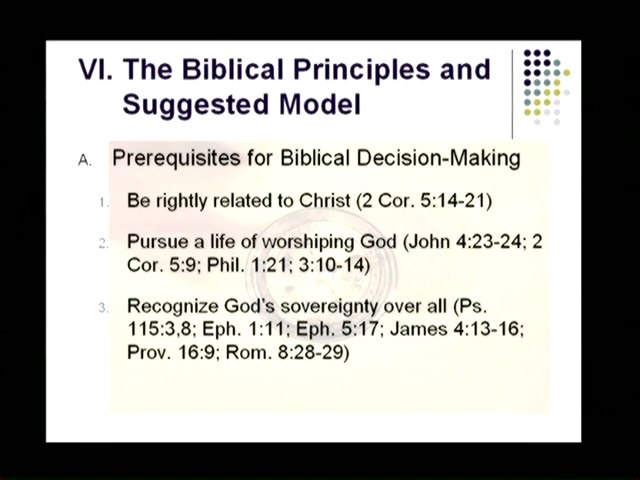 VI. The Biblical Principles and
Suggested Model
A. Prerequisites for Biblical Decision-Making
1. Be rightly related to Christ (2 Cor. 5:14-21)
2. Pursue a life of worshiping God (John 4:23-24; 2
Cor. 5:9; Phil. 1:21; 3:10-14)
3. Recognize God's sovereignty over all (Ps.
115:3,8; Eph. 1:11; Eph. 5:17; James 4:13-16;
Prov. 16:9; Rom. 8:28-29)